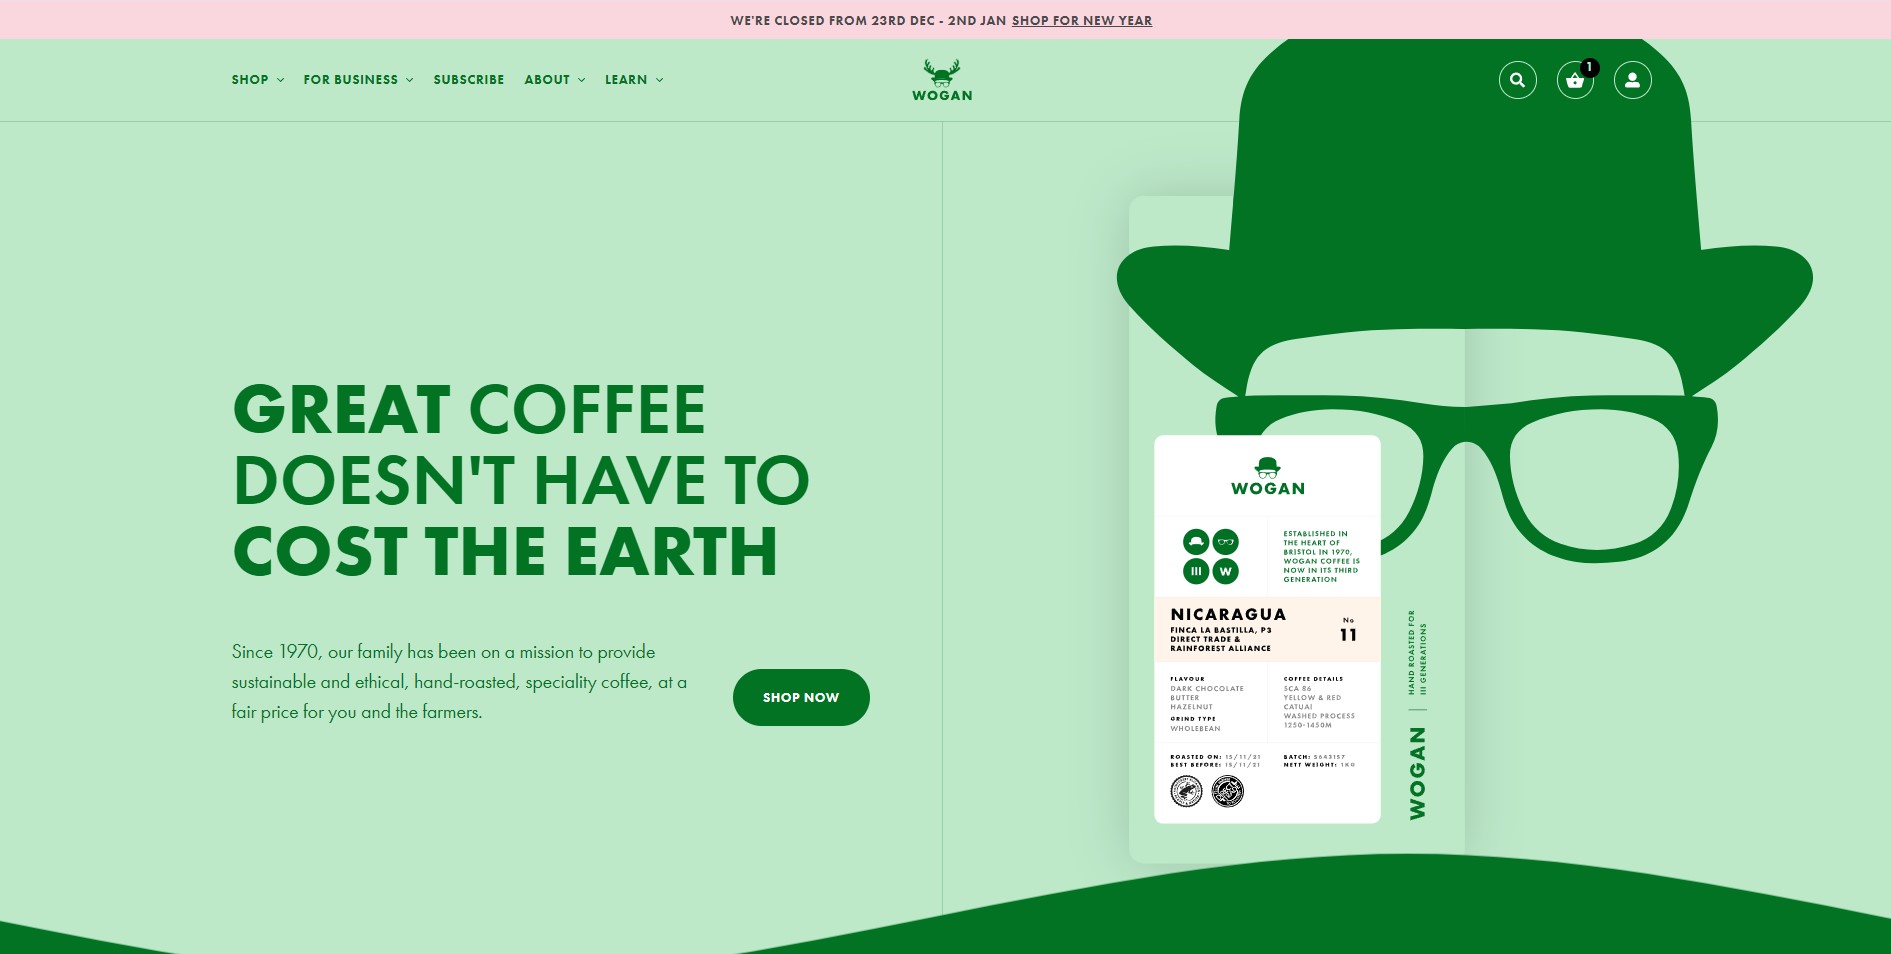 WE'RE CLOSED FROM 23RD DEC - 2ND JAN SHOP FOR NEW YEAR
SHOP FOR BUSINESS SUBSCRIBE ABOUT LEARN
WOGAN
1
GREAT COFFEE
DOESN'T HAVE TO
COST THE EARTH
Since 1970, our family has been on a mission to provide
sustainable and ethical, hand-roasted, speciality coffee, at a
fair price for you and the farmers.
SHOP NOW
WOGAN
III W
ESTABLISHED IN
THE HEART OF
BRISTOL IN 1970,
WOGAN COFFEE IS
NOW IN ITS THIRD
GENERATION
NICARAGUA
FINCA LA BASTILLA, P3
DIRECT TRADE &
RAINFOREST ALLIANCE
No
11
FLAVOUR
DARK CHOCOLATE
BUTTER
HAZELNUT
GRIND TYPE
WHOLEBEAN
COFFEE DETAILS
SCA 86
YELLOW & RED
CATUAI
WASHED PROCESS
1250-1450M
ROASTED ON: 15/11/21
BEST BEFORE: 15/11/21
BATCH: 5643157
NETT WEIGHT: 1KG
HAND ROASTED FOR
III GENERATIONS
WOGAN